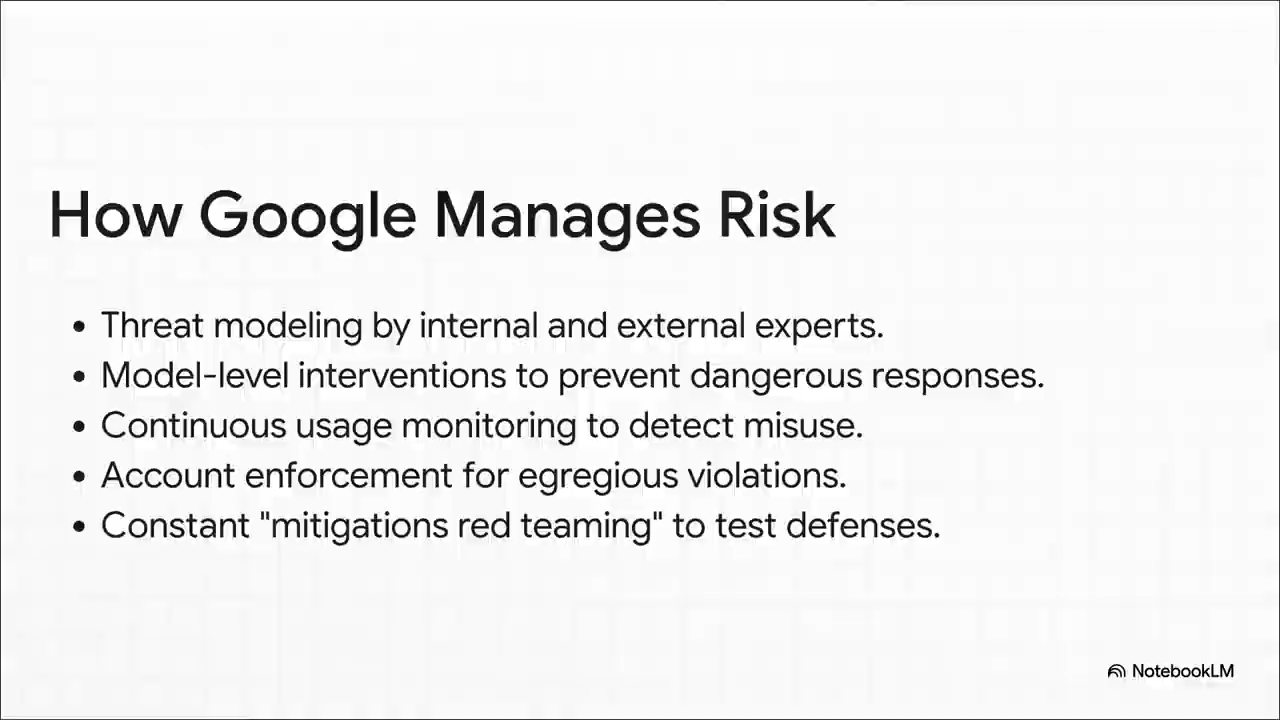 How Google Manages Risk
• Threat modeling by internal and external experts.
• Model-level interventions to prevent dangerous responses.
• Continuous usage monitoring to detect misuse.
• Account enforcement for egregious violations.
• Constant "mitigations red teaming" to test defenses.
NotebookLM